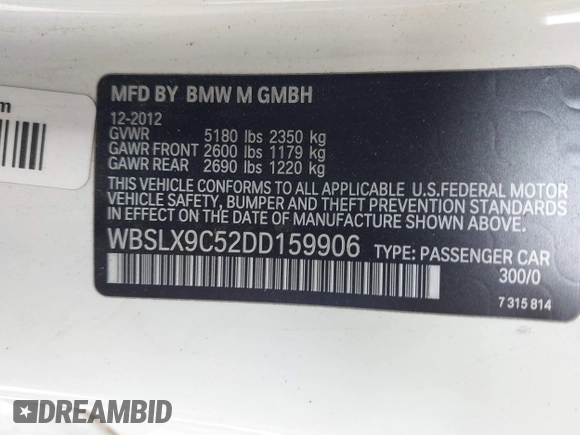 m
MFD BY BMW M GMBH
12-2012
GVWR 5180 lbs 2350 kg
GAWR FRONT 2600 lbs 1179 kg
GAWR REAR 2690 lbs 1220 kg
THIS VEHICLE CONFORMS TO ALL APPLICABLE U.S.FEDERAL MOTOR
VEHICLE SAFETY, BUMPER AND THEFT PREVENTION STANDARDS
IN EFFECT ON THE DATE OF MANUFACTURE SHOWN ABOVE.
WBSLX9C52DD159906 TYPE: PASSENGER CAR
300/0
7 315 814
DREAMBID